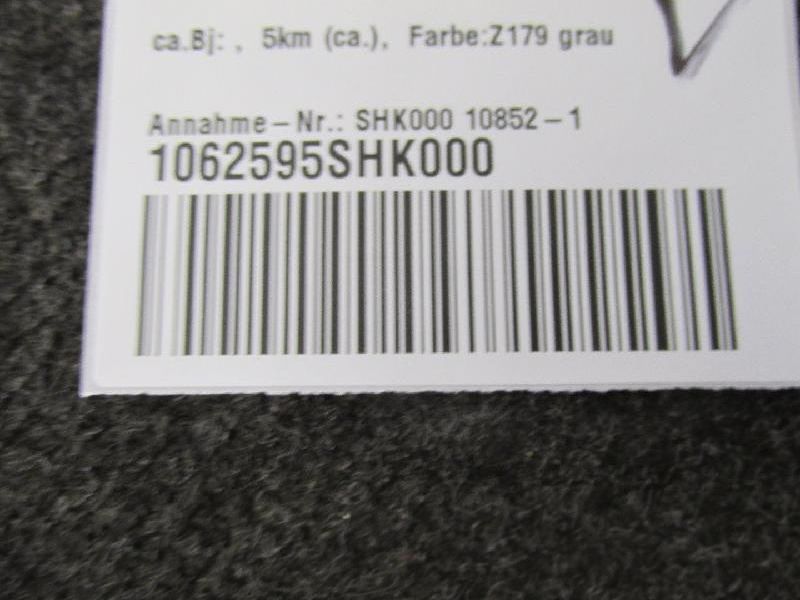 ca.Bj: , 5km (ca.), Farbe:Z179 grau
Annahme-Nr.: SHK000 10852-1
1062595SHK000